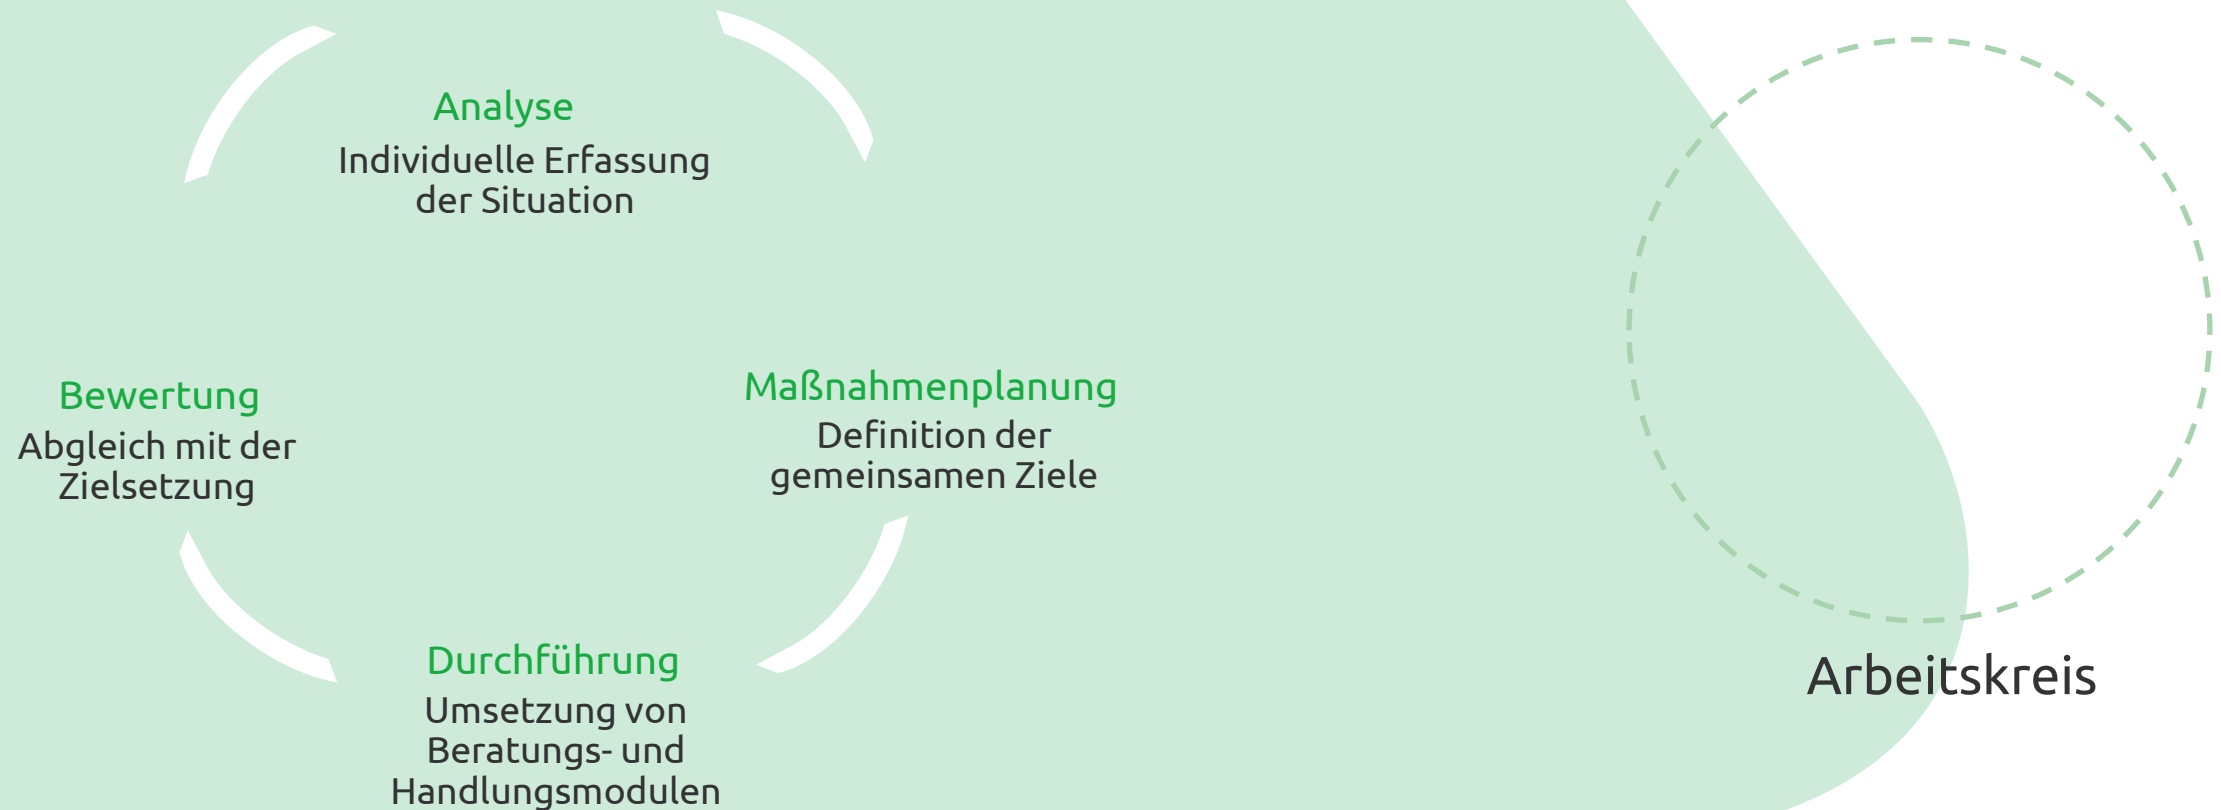 Analyse
Individuelle Erfassung
der Situation
Maßnahmenplanung
Definition der
gemeinsamen Ziele
Durchführung
Umsetzung von
Beratungs- und
Handlungsmodulen
Bewertung
Abgleich mit der
Zielsetzung
Arbeitskreis